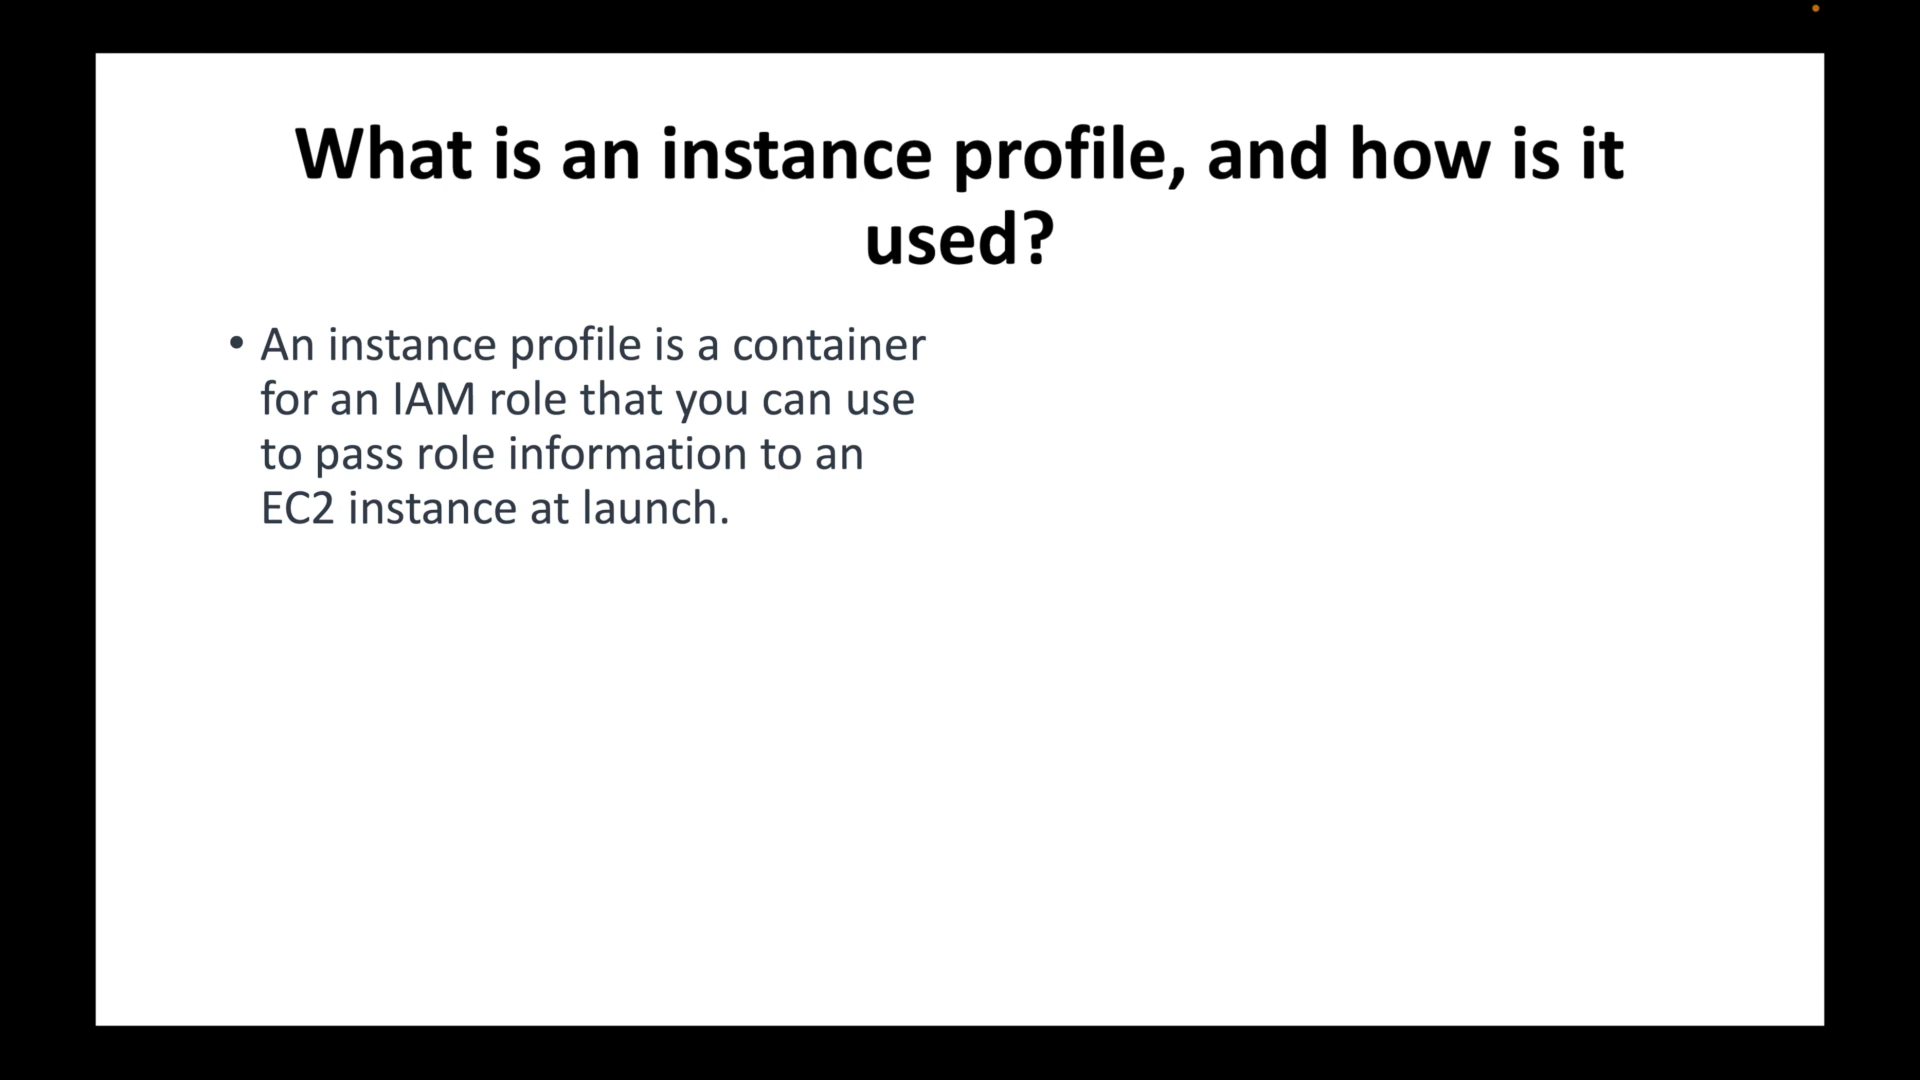 What is an instance profile, and how is it
used?
• An instance profile is a container
for an IAM role that you can use
to pass role information to an
EC2 instance at launch.